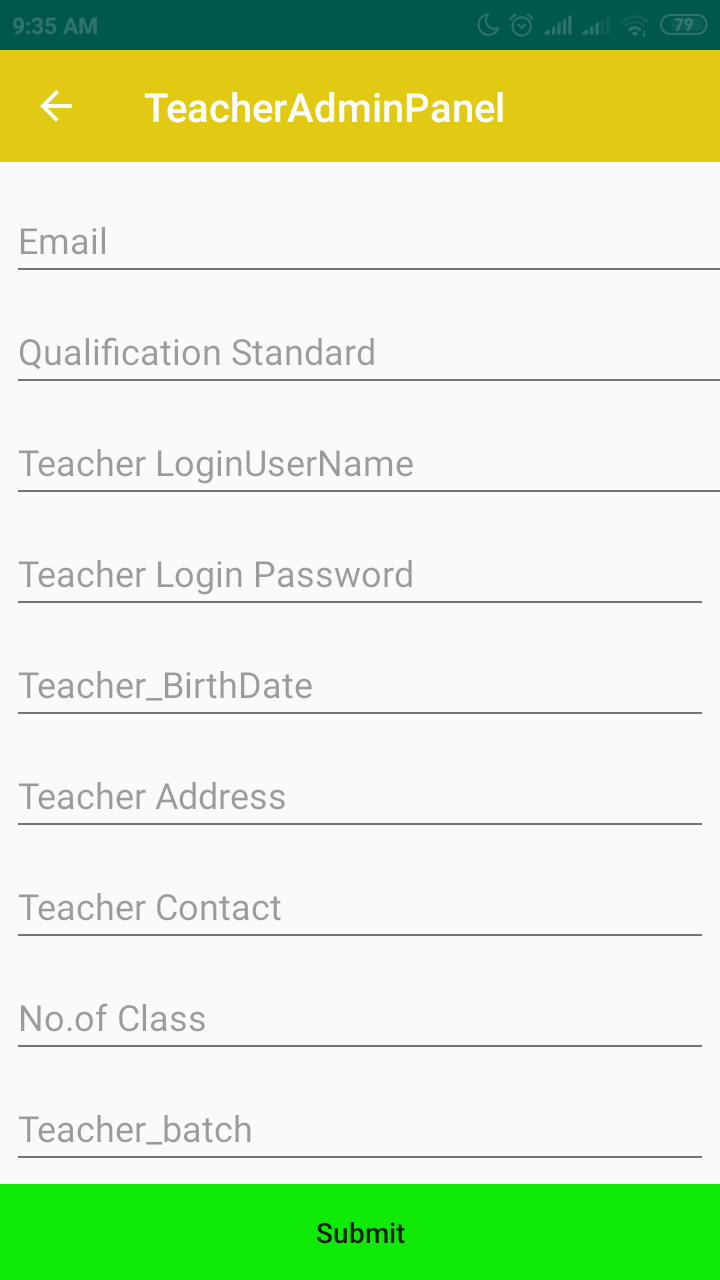 9:35 AM
79
TeacherAdminPanel
Email
Qualification Standard
Teacher LoginUserName
Teacher Login Password
Teacher_BirthDate
Teacher Address
Teacher Contact
No.of Class
Teacher_batch
Submit